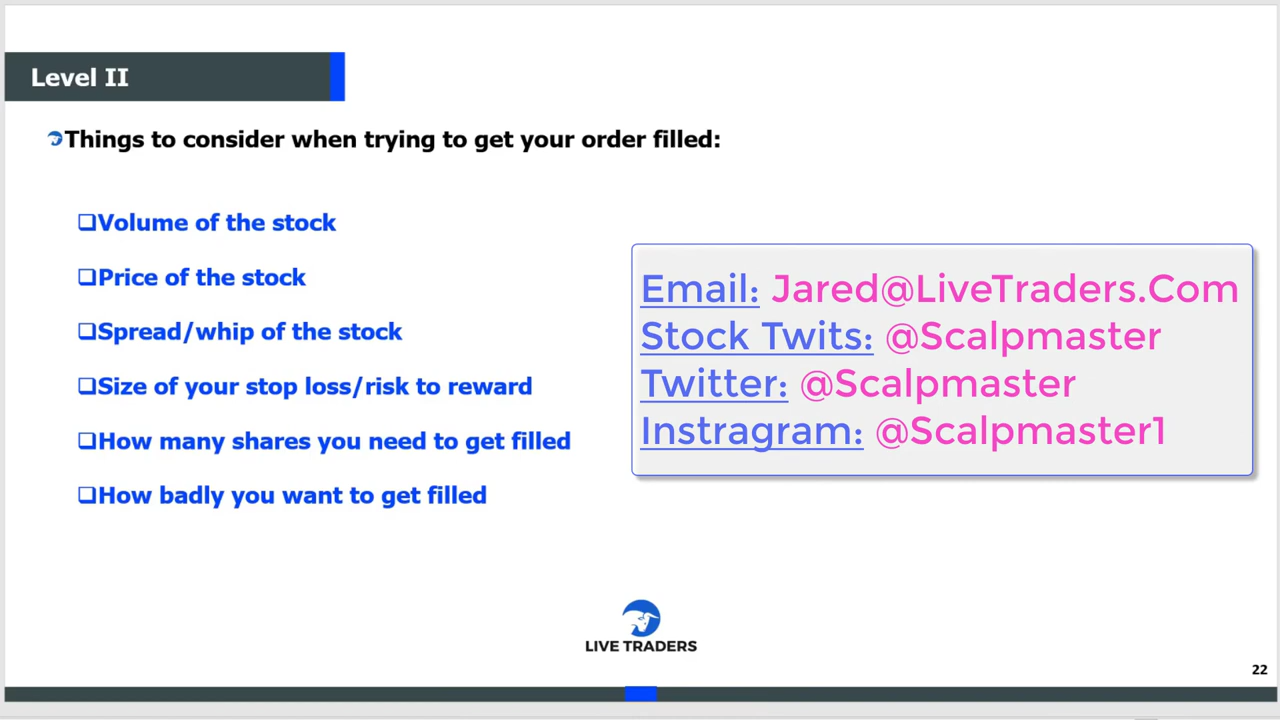 Level II
Things to consider when trying to get your order filled:
❑Volume of the stock
❑Price of the stock
❑Spread/whip of the stock
❑Size of your stop loss/risk to reward
❑How many shares you need to get filled
❑How badly you want to get filled
Email: Jared@LiveTraders.Com
Stock Twits: @Scalpmaster
Twitter: @Scalpmaster
Instragram: @Scalpmaster1
LIVE TRADERS
22